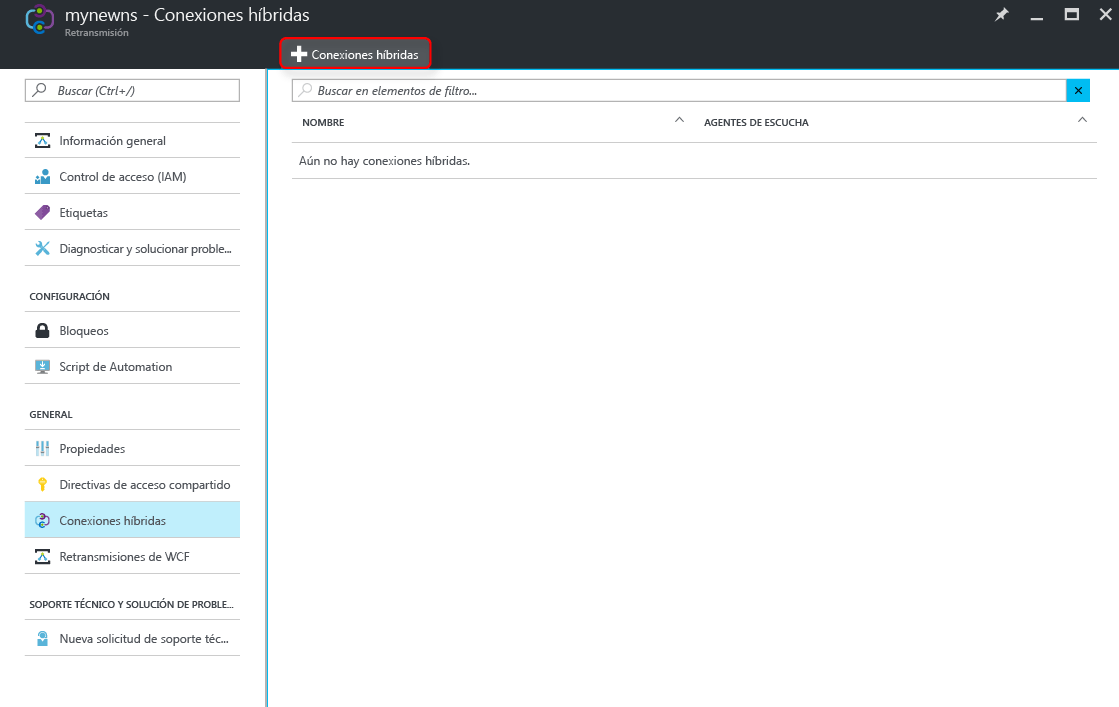 mynewns - Conexiones híbridas
Retransmisión
Conexiones híbridas
Buscar (Ctrl+/)
Información general
Control de acceso (IAM)
Etiquetas
Diagnosticar y solucionar proble...
CONFIGURACIÓN
Bloqueos
Script de Automation
GENERAL
Propiedades
Directivas de acceso compartido
Conexiones híbridas
Retransmisiones de WCF
SOPORTE TÉCNICO Y SOLUCIÓN DE PROBLE...
Nueva solicitud de soporte téc...
Buscar en elementos de filtro...
NOMBRE AGENTES DE ESCUCHA
Aún no hay conexiones híbridas.